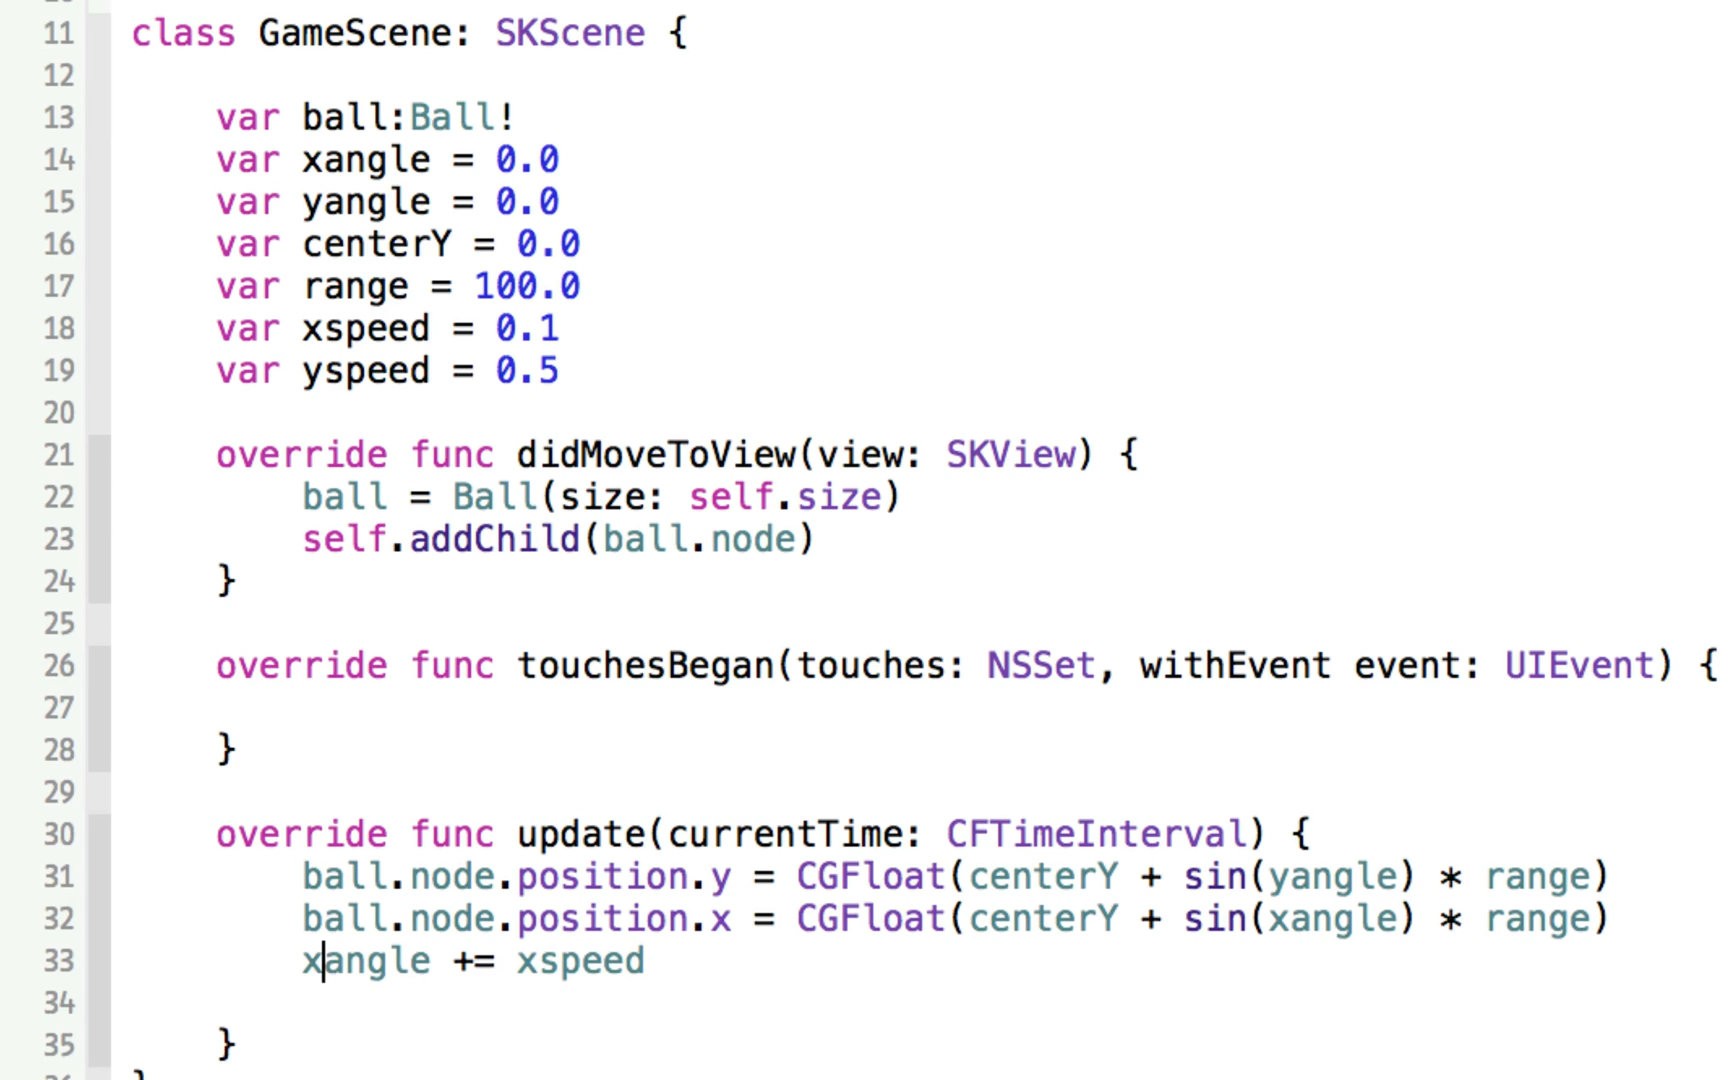 11 class GameScene: SKScene {
12
13 var ball:Ball!
14 var xangle = 0.0
15 var yangle = 0.0
16 var centerY = 0.0
17 var range = 100.0
18 var xspeed = 0.1
19 var yspeed = 0.5
20
21 override func didMoveToView(view: SKView) {
22 ball = Ball(size: self.size)
23 self.addChild(ball.node)
24 }
25
26 override func touchesBegan(touches: NSSet, withEvent event: UIEvent) {
27
28 }
29
30 override func update(currentTime: CFTimeInterval) {
31 ball.node.position.y = CGFloat(centerY + sin(yangle) * range)
32 ball.node.position.x = CGFloat(centerY + sin(xangle) * range)
33 xangle += xspeed
34
35 }